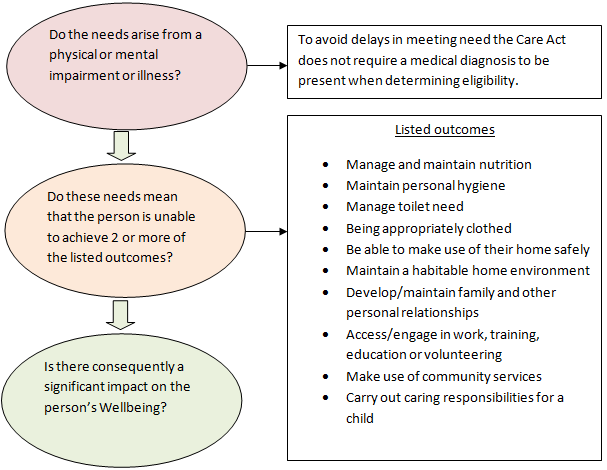 Do the needs arise from a
physical or mental
impairment or illness?
To avoid delays in meeting need the Care Act
does not require a medical diagnosis to be
present when determining eligibility.
Do these needs mean
that the person is unable
to achieve 2 or more of
the listed outcomes?
Listed outcomes
• Manage and maintain nutrition
• Maintain personal hygiene
• Manage toilet need
• Being appropriately clothed
• Be able to make use of their home safely
• Maintain a habitable home environment
• Develop/maintain family and other
personal relationships
• Access/engage in work, training,
education or volunteering
• Make use of community services
• Carry out caring responsibilities for a
child
Is there consequently a
significant impact on the
person’s Wellbeing?